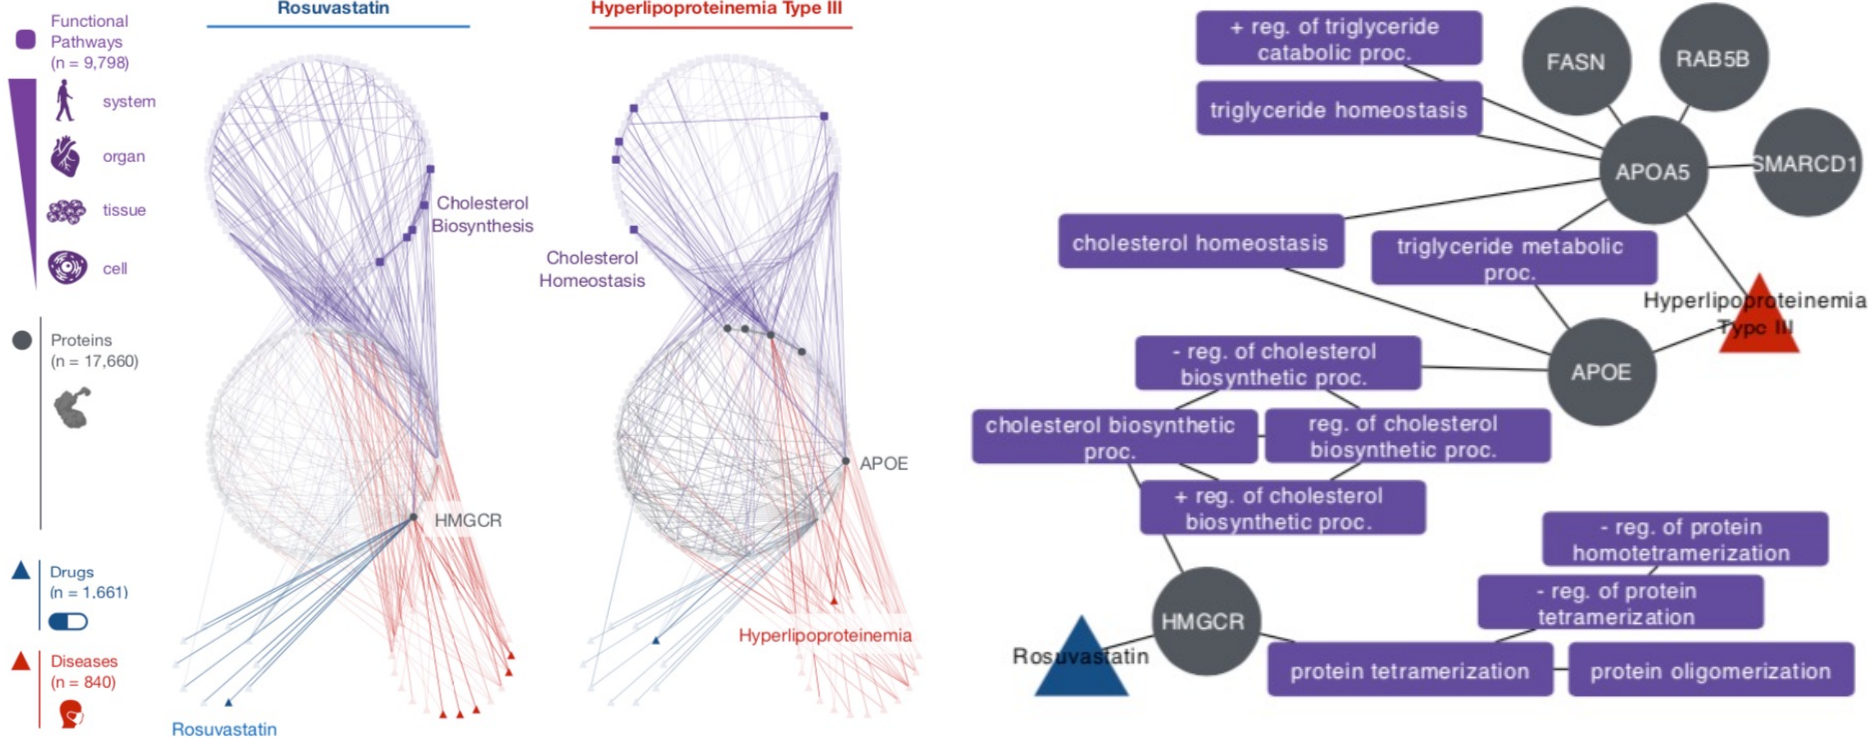 Rosuvastatin
Hyperlipoproteinemia Type III
Functional
Pathways
(n = 9,798)
system
organ
tissue
cell
Proteins
(n = 17,660)
Drugs
(n = 1,661)
Diseases
(n = 840)
Cholesterol
Biosynthesis
HMGCR
Rosuvastatin
Cholesterol
Homeostasis
APOE
Hyperlipoproteinemia
+ reg. of triglyceride
catabolic proc.
triglyceride homeostasis
FASN
RAB5B
APOA5
SMARCD1
cholesterol homeostasis
triglyceride metabolic
proc.
Hyperlipoproteinemia
Type III
APOE
- reg. of cholesterol
biosynthetic proc.
cholesterol biosynthetic
proc.
reg. of cholesterol
biosynthetic proc.
+ reg. of cholesterol
biosynthetic proc.
- reg. of protein
homotetramerization
- reg. of protein
tetramerization
HMGCR
Rosuvastatin
protein tetramerization
protein oligomerization